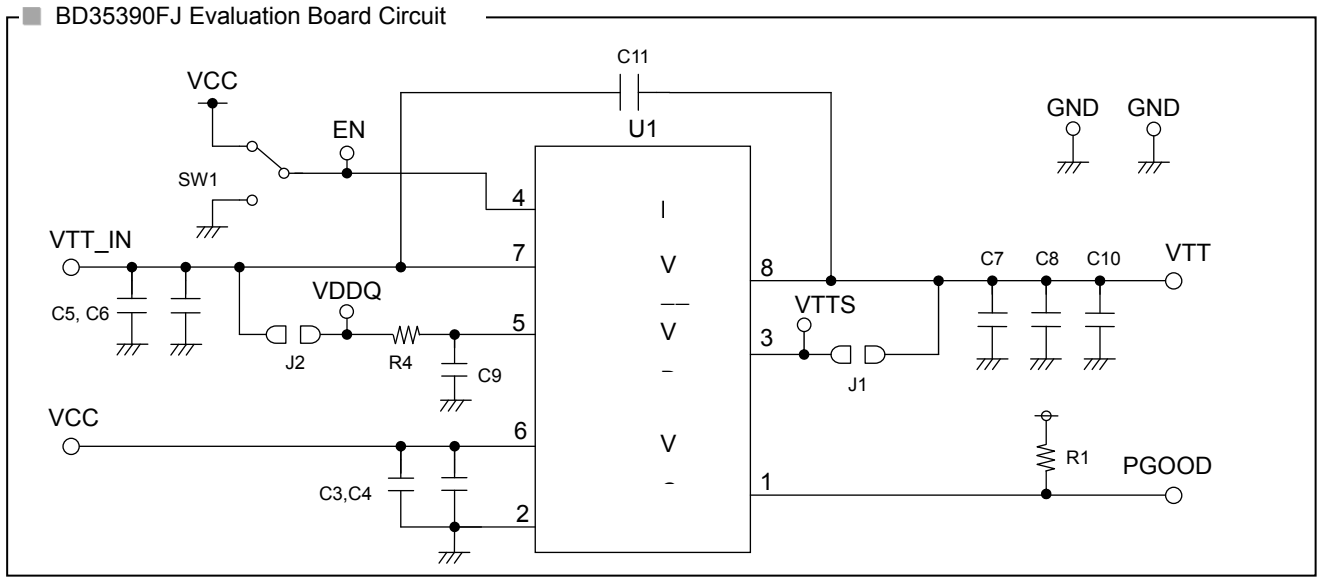 BD35390FJ Evaluation Board Circuit
C11
VCC
U1
GND
GND
EN
SW1
4
I
VTT_IN
7
V
8
C7
C8
C10
VTT
C5, C6
VDDQ
5
V
VTTS
3
J2
R4
C9
J1
VCC
6
V
R1
PGOOD
C3,C4
1
2